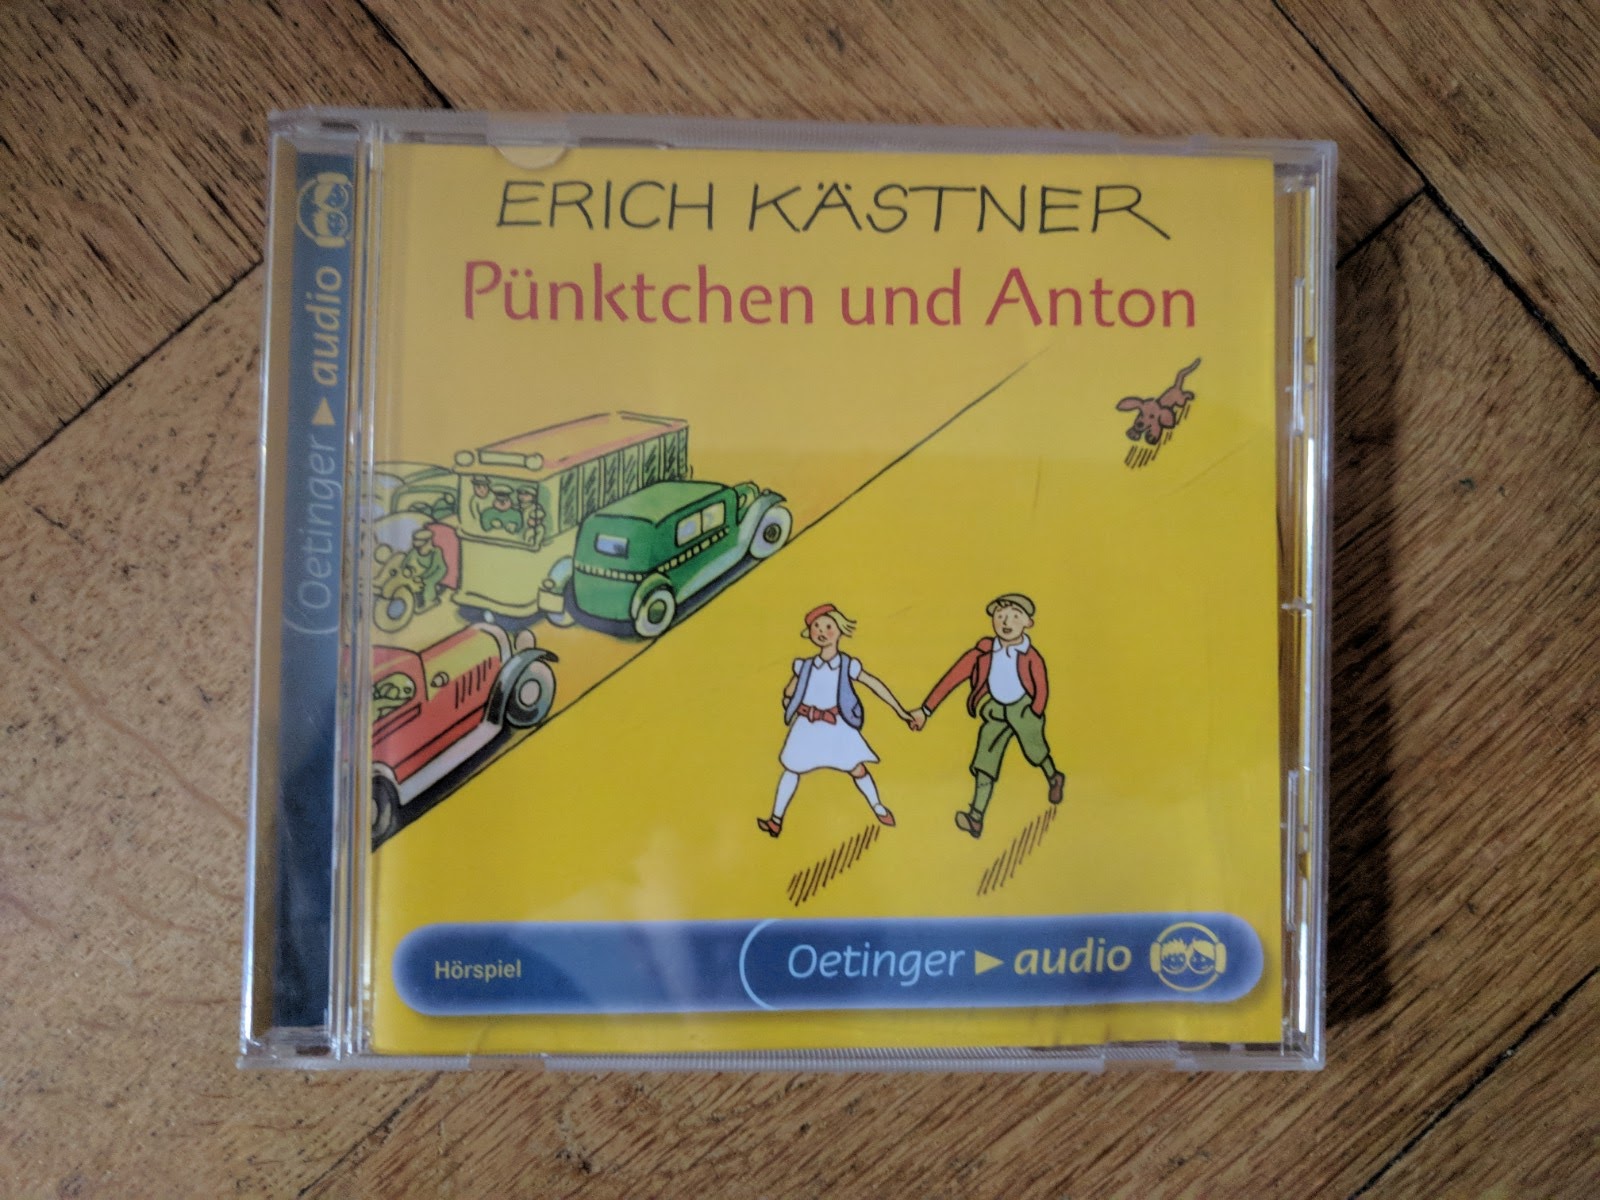 ERICH KÄSTNER
Pünktchen und Anton
Hörspiel
Oetinger audio
Oetinger audio